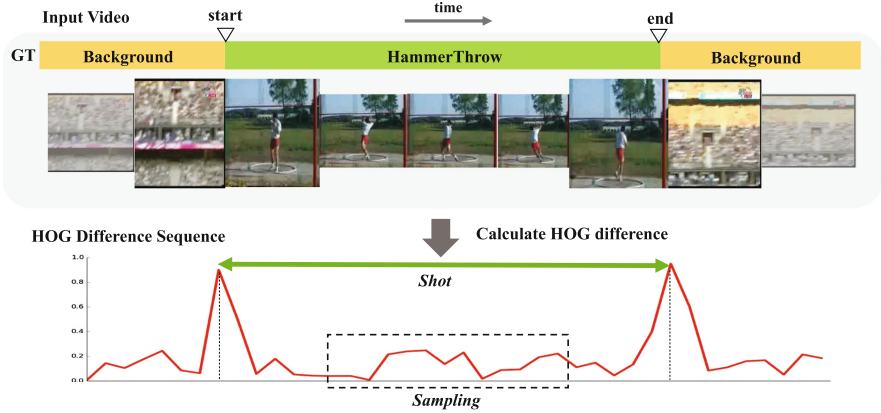 Input Video
start
time
end
GT
Background
HammerThrow
Background
HOG Difference Sequence
Calculate HOG difference
1.0
0.8
0.6
0.4
0.2
0.0
Shot
Sampling